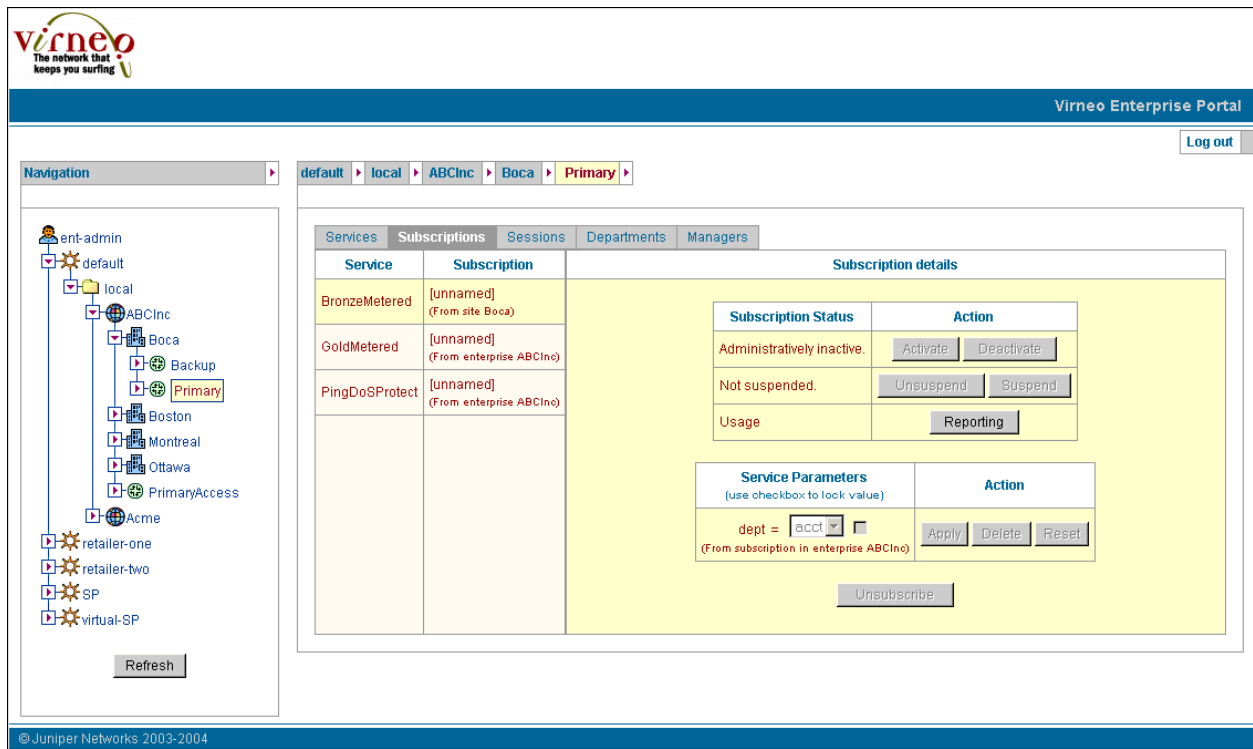 Virneo
The network that
keeps you surfing
Virneo Enterprise Portal
Log out
Navigation
default local ABCInc Boca Primary
ent-admin
default
local
ABCInc
Boca
Backup
Primary
Boston
Montreal
Ottawa
PrimaryAccess
Acme
retailer-one
retailer-two
SP
virtual-SP
Refresh
Services Subscriptions Sessions Departments Managers
Service Subscription Subscription details
BronzeMetered [unnamed]
(From site Boca)
GoldMetered [unnamed]
(From enterprise ABCInc)
PingDoSProtect [unnamed]
(From enterprise ABCInc)
Subscription Status Action
Administratively inactive. Activate Deactivate
Not suspended. Unsuspend Suspend
Usage Reporting
Service Parameters Action
(use checkbox to lock value)
dept = acct Apply Delete Reset
(From subscription in enterprise ABCInc)
Unsubscribe
© Juniper Networks 2003-2004